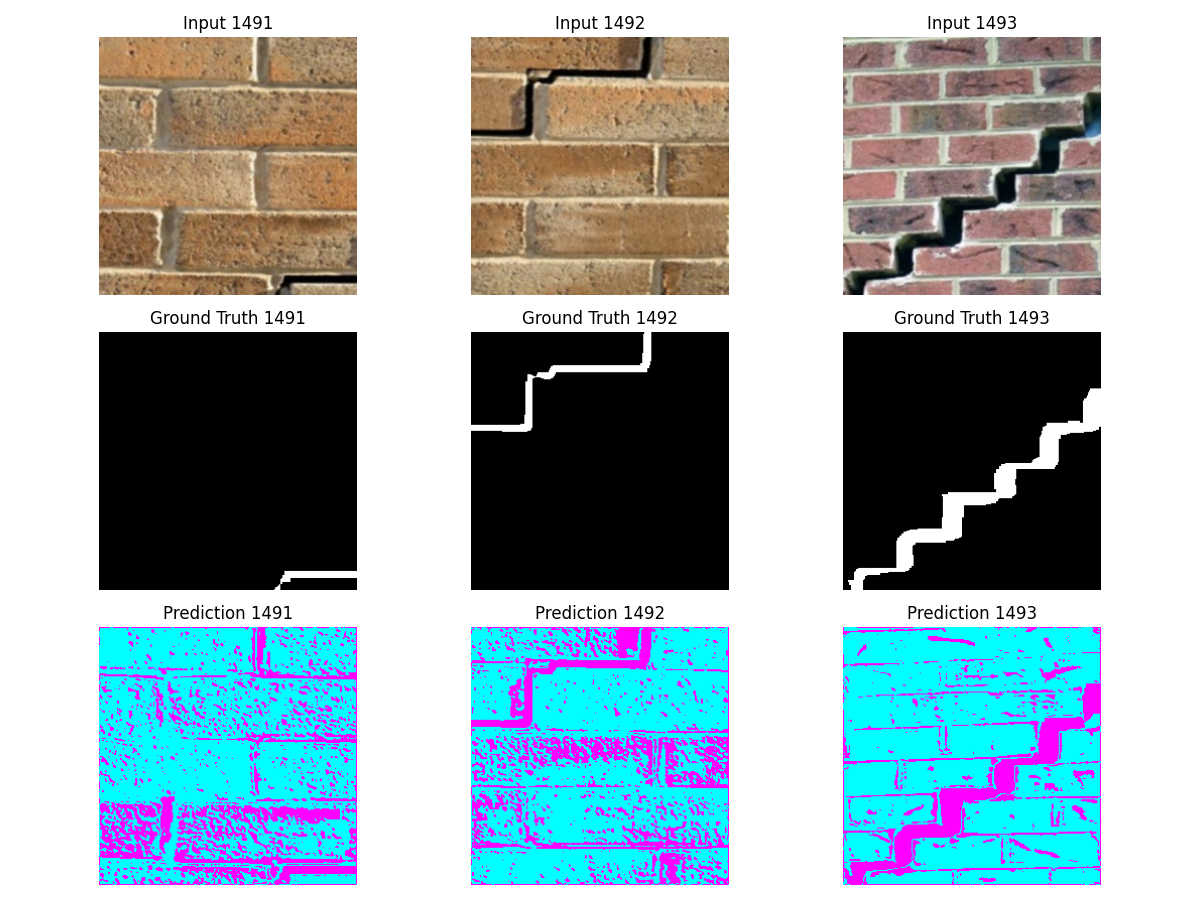 Input 1491
Input 1492
Input 1493
Ground Truth 1491
Ground Truth 1492
Ground Truth 1493
Prediction 1491
Prediction 1492
Prediction 1493